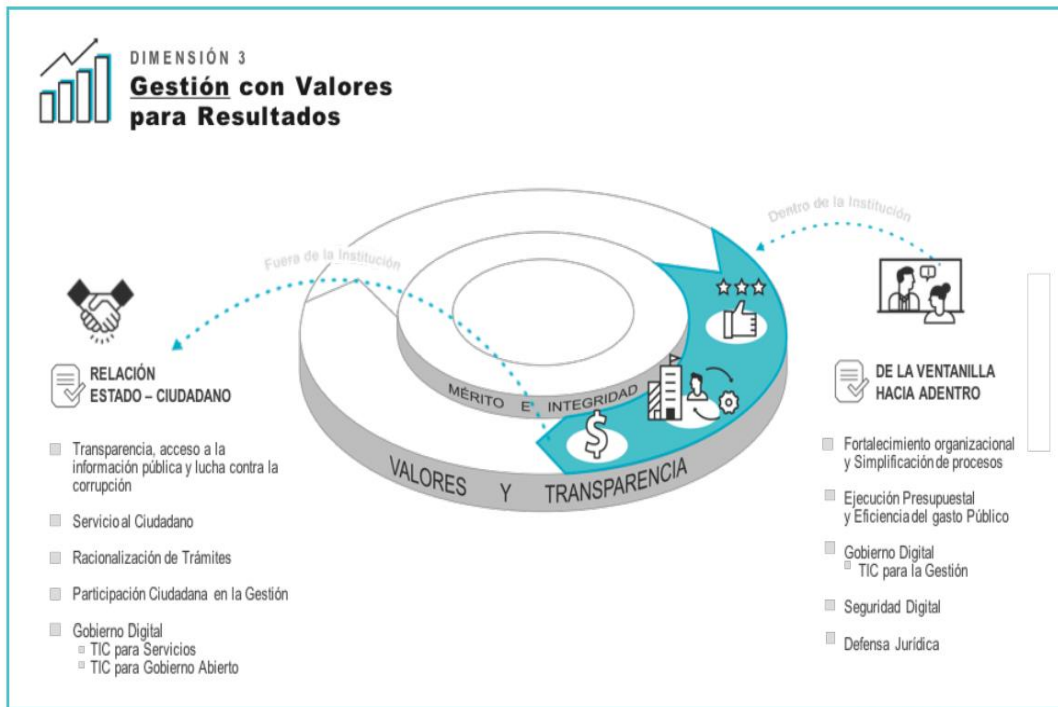 DIMENSIÓN 3
Gestión con Valores
para Resultados
Fuera de la Institución
Dentro de la Institución
RELACIÓN
ESTADO – CIUDADANO
Transparencia, acceso a la
información pública y lucha contra la
corrupción
Servicio al Ciudadano
Racionalización de Trámites
Participación Ciudadana en la Gestión
Gobierno Digital
TIC para Servicios
TIC para Gobierno Abierto
MÉRITO E INTEGRIDAD
$
VALORES Y TRANSPARENCIA
DE LA VENTANILLA
HACIA ADENTRO
Fortalecimiento organizacional
y Simplificación de procesos
Ejecución Presupuestal
y Eficiencia del gasto Público
Gobierno Digital
TIC para la Gestión
Seguridad Digital
Defensa Jurídica